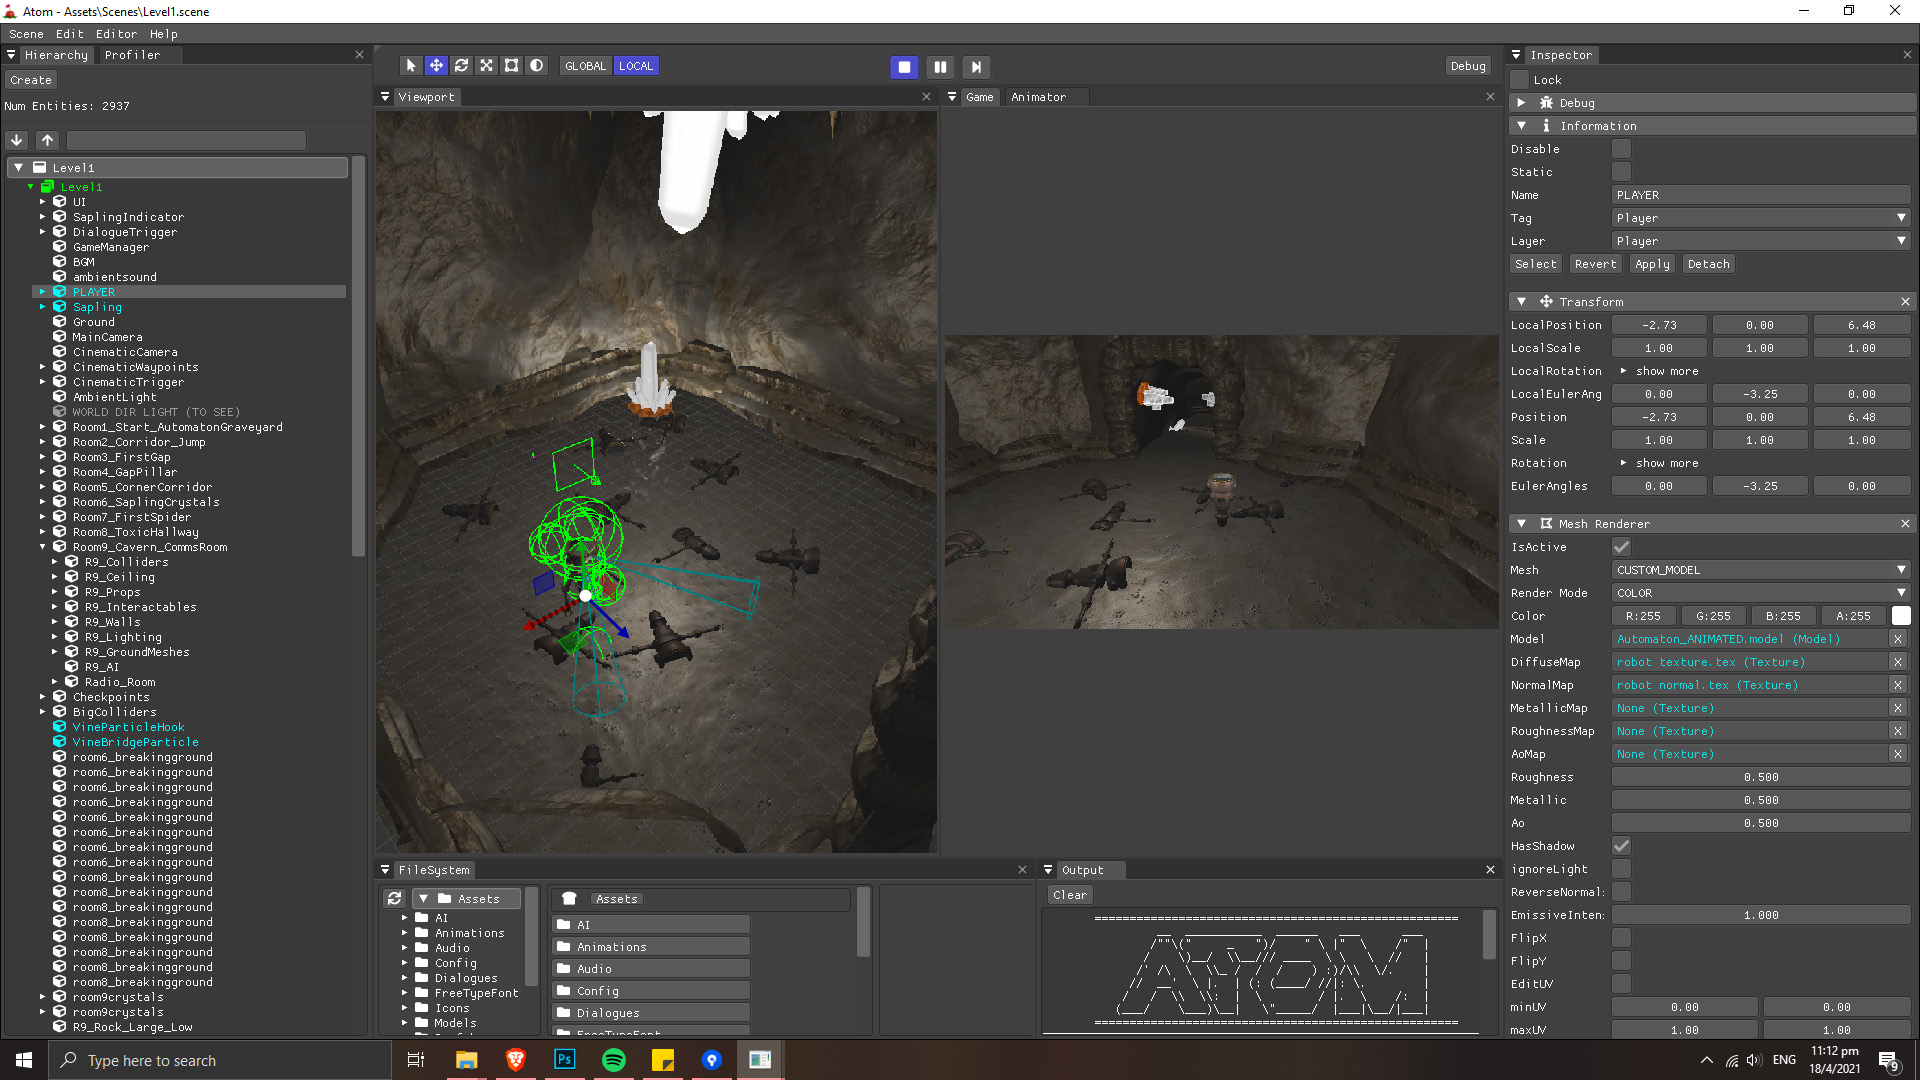 Atom - Assets\Scenes\Level1.scene
Scene Edit Editor Help
Hierarchy Profiler
Create
Num Entities: 2937
Level1
Level1
UI
SaplingIndicator
DialogueTrigger
GameManager
BGM
ambientsound
PLAYER
Sapling
Ground
MainCamera
CinematicCamera
CinematicWaypoints
CinematicTrigger
AmbientLight
WORLD DIR LIGHT (TO SEE)
Room1_Start_AutomatonGraveyard
Room2_Corridor_Jump
Room3_FirstGap
Room4_GapPillar
Room5_CornerCorridor
Room6_SaplingCrystals
Room7_FirstSpider
Room8_ToxicHallway
Room9_Cavern_CommsRoom
R9_Colliders
R9_Ceiling
R9_Props
R9_Interactables
R9_Walls
R9_Lighting
R9_GroundMeshes
R9_AI
Radio_Room
Checkpoints
BigColliders
VineParticleHook
VineBridgeParticle
room6_breakingground
room6_breakingground
room6_breakingground
room6_breakingground
room6_breakingground
room6_breakingground
room6_breakingground
room6_breakingground
room8_breakingground
room8_breakingground
room8_breakingground
room8_breakingground
room8_breakingground
room8_breakingground
room8_breakingground
room8_breakingground
room9crystals
room9crystals
R9_Rock_Large_Low
GLOBAL LOCAL
Debug
Viewport
Game Animator
FileSystem
Assets
AI
Animations
Audio
Config
Dialogues
FreeTypeFont
Icons
Models
Assets
AI
Animations
Audio
Config
Dialogues
FreeTypeFont
Output
Clear
ATOM
Inspector
Lock
Debug
Information
Disable
Static
Name PLAYER
Tag Player
Layer Player
Select Revert Apply Detach
Transform
LocalPosition -2.73 0.00 6.48
LocalScale 1.00 1.00 1.00
LocalRotation show more
LocalEulerAng 0.00 -3.25 0.00
Position -2.73 0.00 6.48
Scale 1.00 1.00 1.00
Rotation show more
EulerAngles 0.00 -3.25 0.00
Mesh Renderer
IsActive
Mesh CUSTOM_MODEL
Render Mode COLOR
Color R:255 G:255 B:255 A:255
Model Automaton_ANIMATED.model (Model) X
DiffuseMap robot texture.tex (Texture) X
NormalMap robot normal.tex (Texture) X
MetallicMap None (Texture) X
RoughnessMap None (Texture) X
AoMap None (Texture) X
Roughness 0.500
Metallic 0.500
Ao 0.500
HasShadow
ignoreLight
ReverseNormal:
EmissiveInten: 1.000
FlipX
FlipY
EditUV
minUV 0.00 0.00
maxUV 1.00 1.00
Type here to search
Ps
ENG
11:12 pm
18/4/2021
9